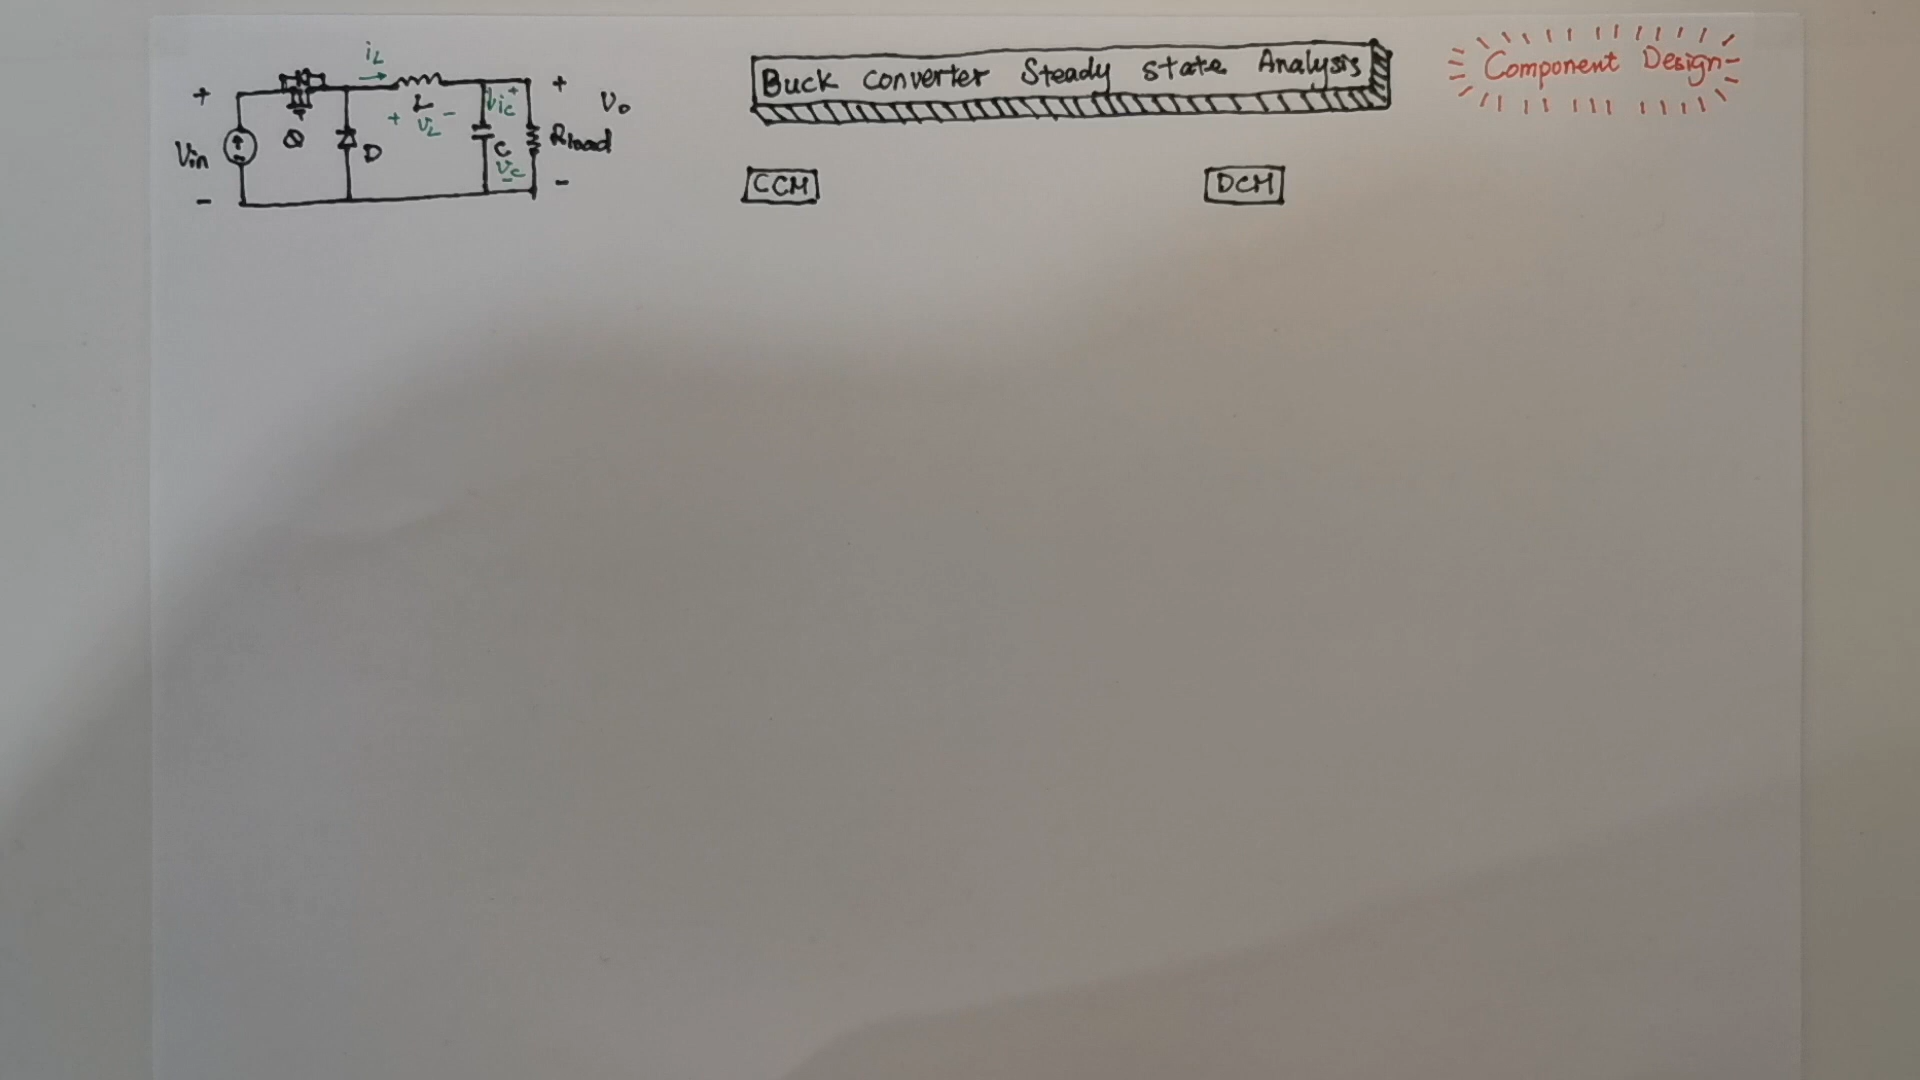 Buck converter Steady state Analysis
Component Design
iL
+
Vin
-
Q
D
L
+ vL -
ic
+
C
vc
-
+
Vo
Rload
-
CCM
DCM